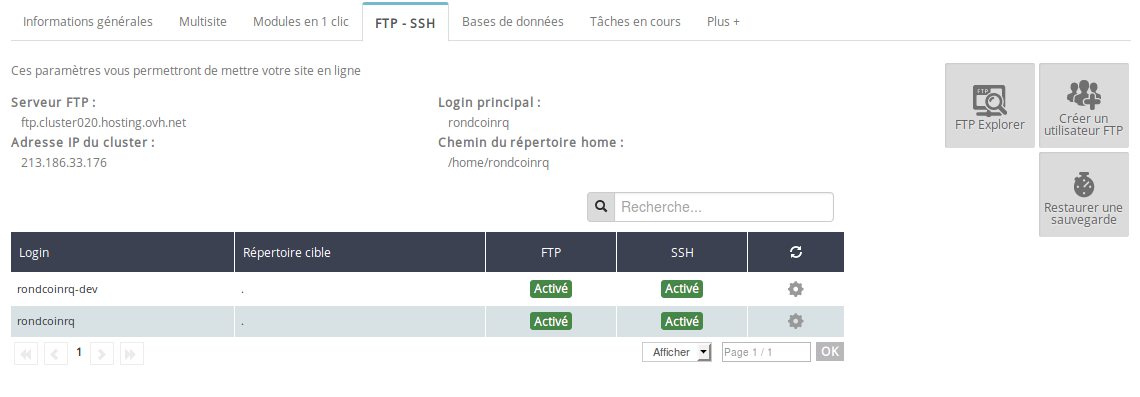 Informations générales Multisite Modules en 1 clic FTP - SSH Bases de données Tâches en cours Plus +
Ces paramètres vous permettront de mettre votre site en ligne
Serveur FTP : Login principal :
ftp.cluster020.hosting.ovh.net rondcoinrq
Adresse IP du cluster : Chemin du répertoire home :
213.186.33.176 /home/rondcoinrq
FTP
FTP Explorer
Créer un
utilisateur FTP
Restaurer une
sauvegarde
Recherche...
Login Répertoire cible FTP SSH
rondcoinrq-dev . Activé Activé
rondcoinrq . Activé Activé
1 Afficher Page 1 / 1 OK